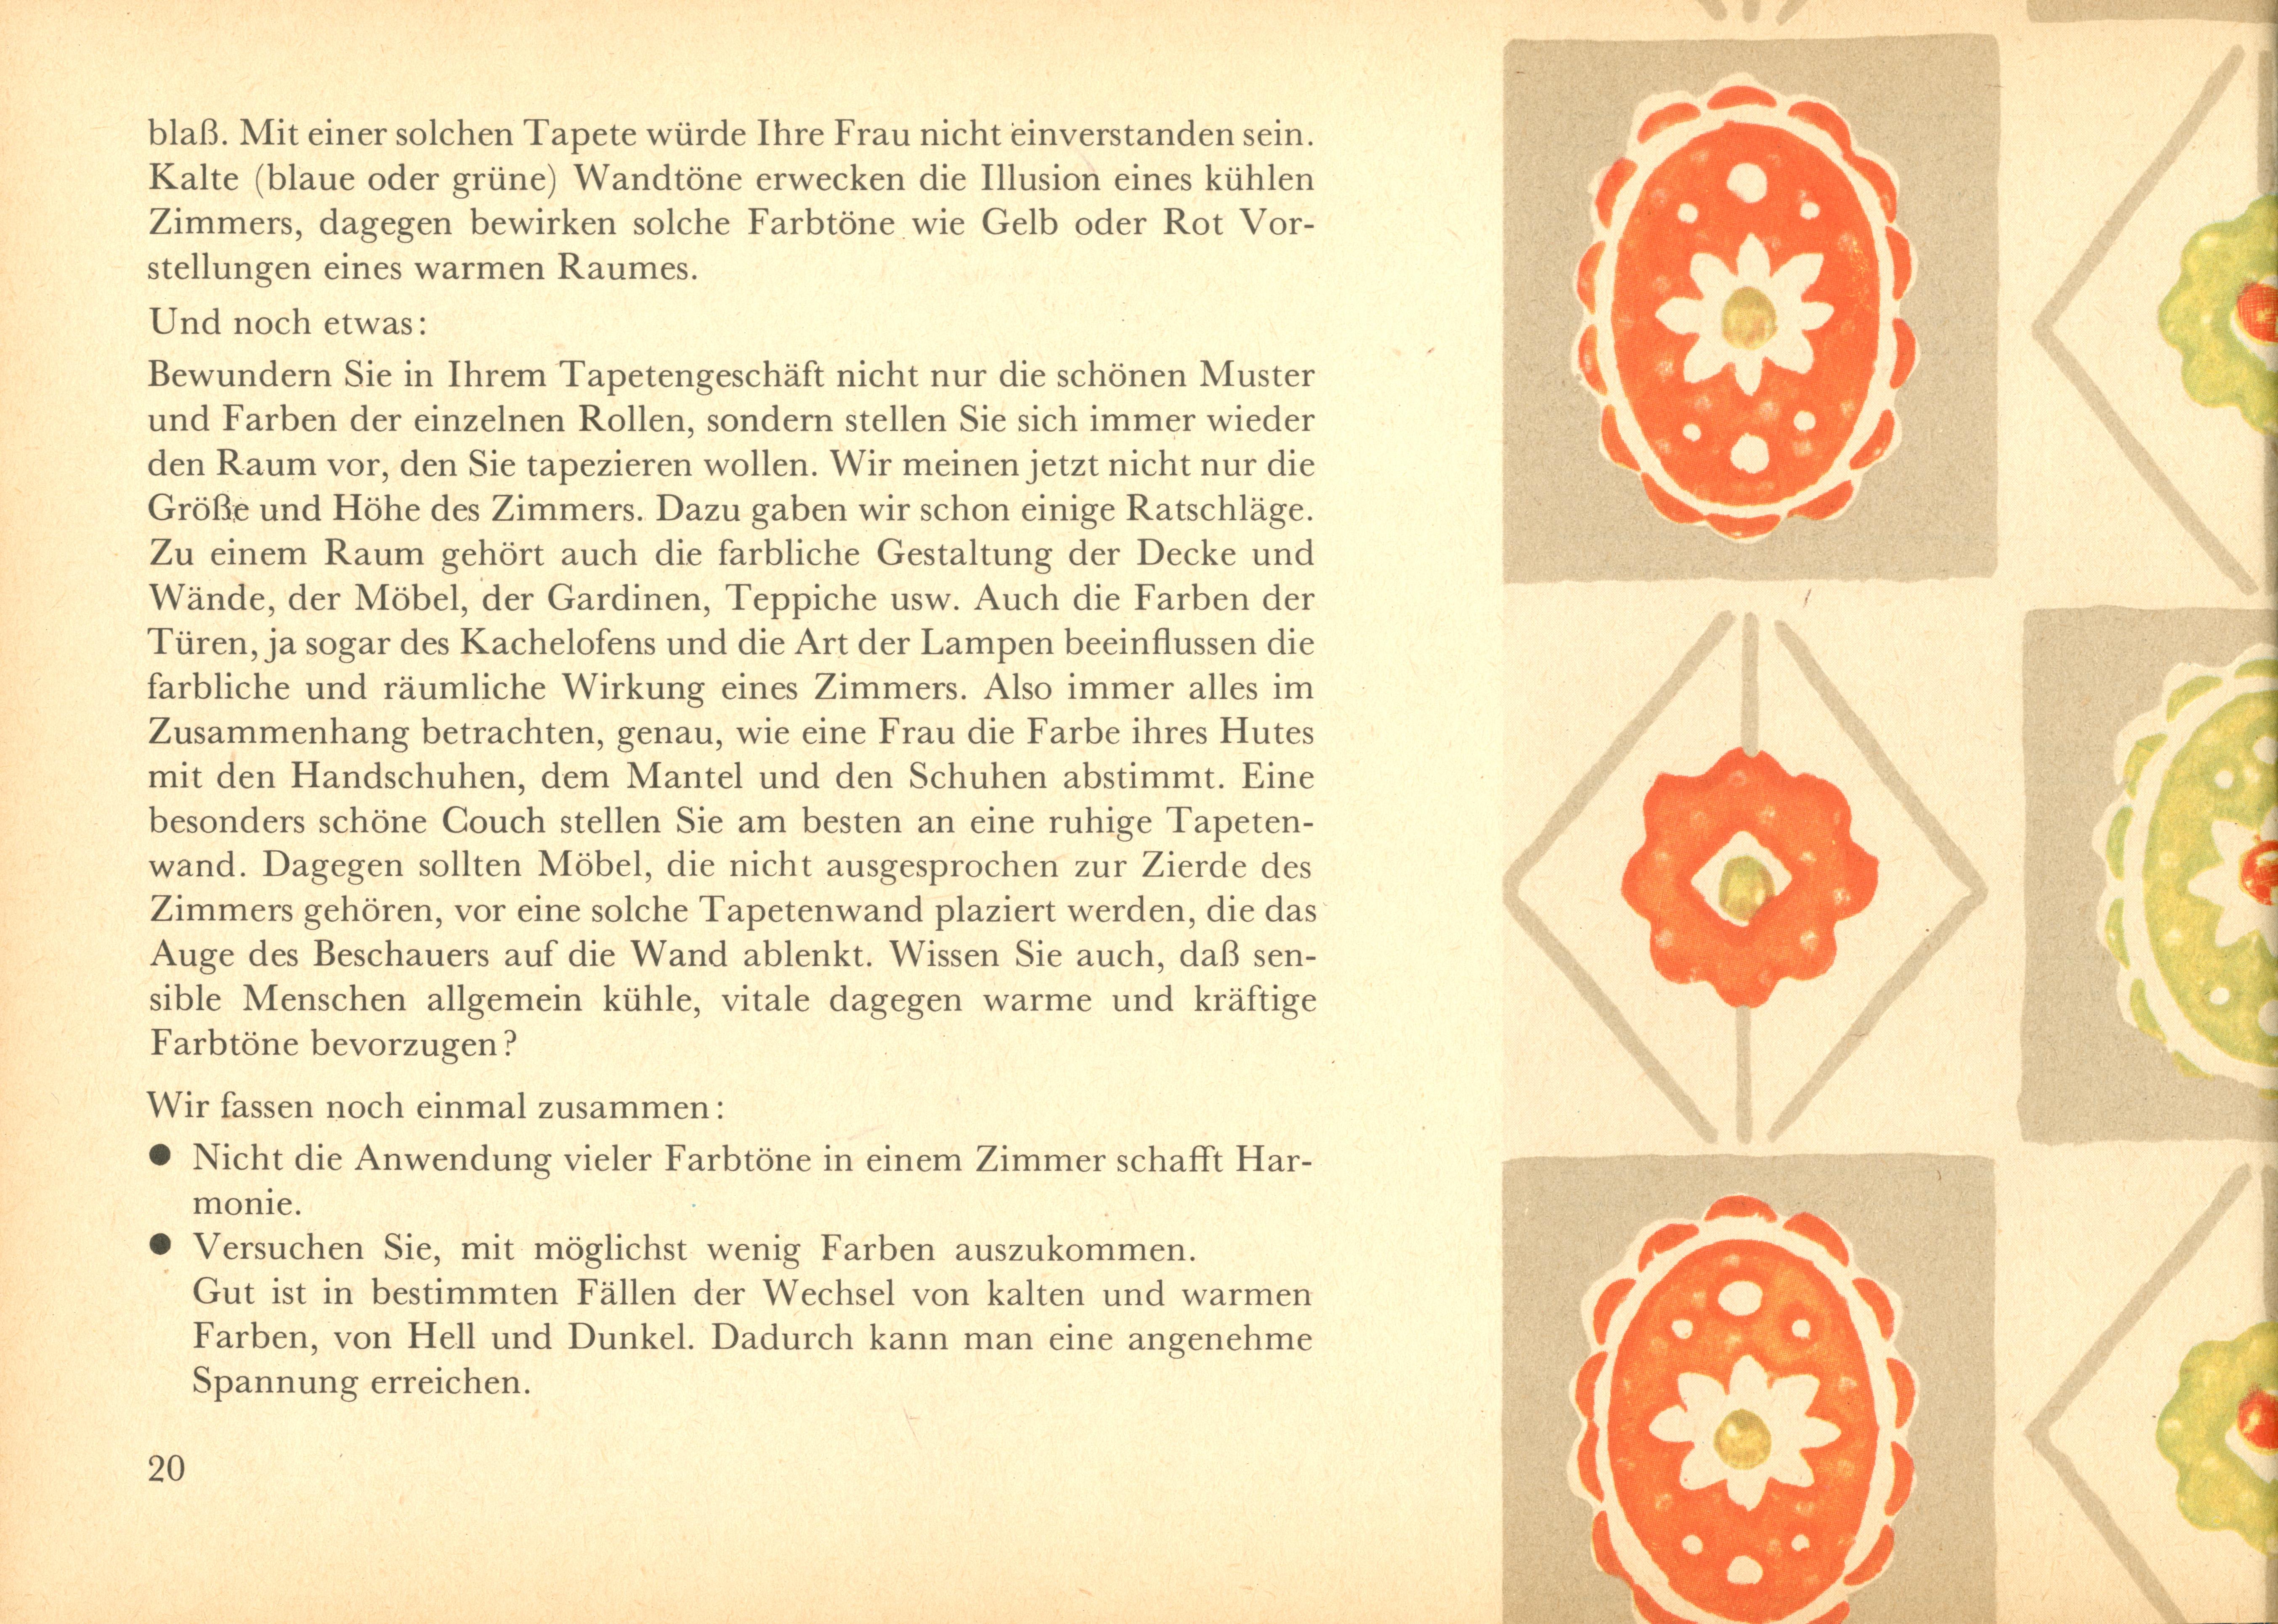 blaß. Mit einer solchen Tapete würde Ihre Frau nicht einverstanden sein.
Kalte (blaue oder grüne) Wandtöne erwecken die Illusion eines kühlen
Zimmers, dagegen bewirken solche Farbtöne wie Gelb oder Rot Vor-
stellungen eines warmen Raumes.
Und noch etwas:
Bewundern Sie in Ihrem Tapetengeschäft nicht nur die schönen Muster
und Farben der einzelnen Rollen, sondern stellen Sie sich immer wieder
den Raum vor, den Sie tapezieren wollen. Wir meinen jetzt nicht nur die
Größe und Höhe des Zimmers. Dazu gaben wir schon einige Ratschläge.
Zu einem Raum gehört auch die farbliche Gestaltung der Decke und
Wände, der Möbel, der Gardinen, Teppiche usw. Auch die Farben der
Türen, ja sogar des Kachelofens und die Art der Lampen beeinflussen die
farbliche und räumliche Wirkung eines Zimmers. Also immer alles im
Zusammenhang betrachten, genau, wie eine Frau die Farbe ihres Hutes
mit den Handschuhen, dem Mantel und den Schuhen abstimmt. Eine
besonders schöne Couch stellen Sie am besten an eine ruhige Tapeten-
wand. Dagegen sollten Möbel, die nicht ausgesprochen zur Zierde des
Zimmers gehören, vor eine solche Tapetenwand plaziert werden, die das
Auge des Beschauers auf die Wand ablenkt. Wissen Sie auch, daß sen-
sible Menschen allgemein kühle, vitale dagegen warme und kräftige
Farbtöne bevorzugen?
Wir fassen noch einmal zusammen:
● Nicht die Anwendung vieler Farbtöne in einem Zimmer schafft Har-
monie.
● Versuchen Sie, mit möglichst wenig Farben auszukommen.
Gut ist in bestimmten Fällen der Wechsel von kalten und warmen
Farben, von Hell und Dunkel. Dadurch kann man eine angenehme
Spannung erreichen.
20